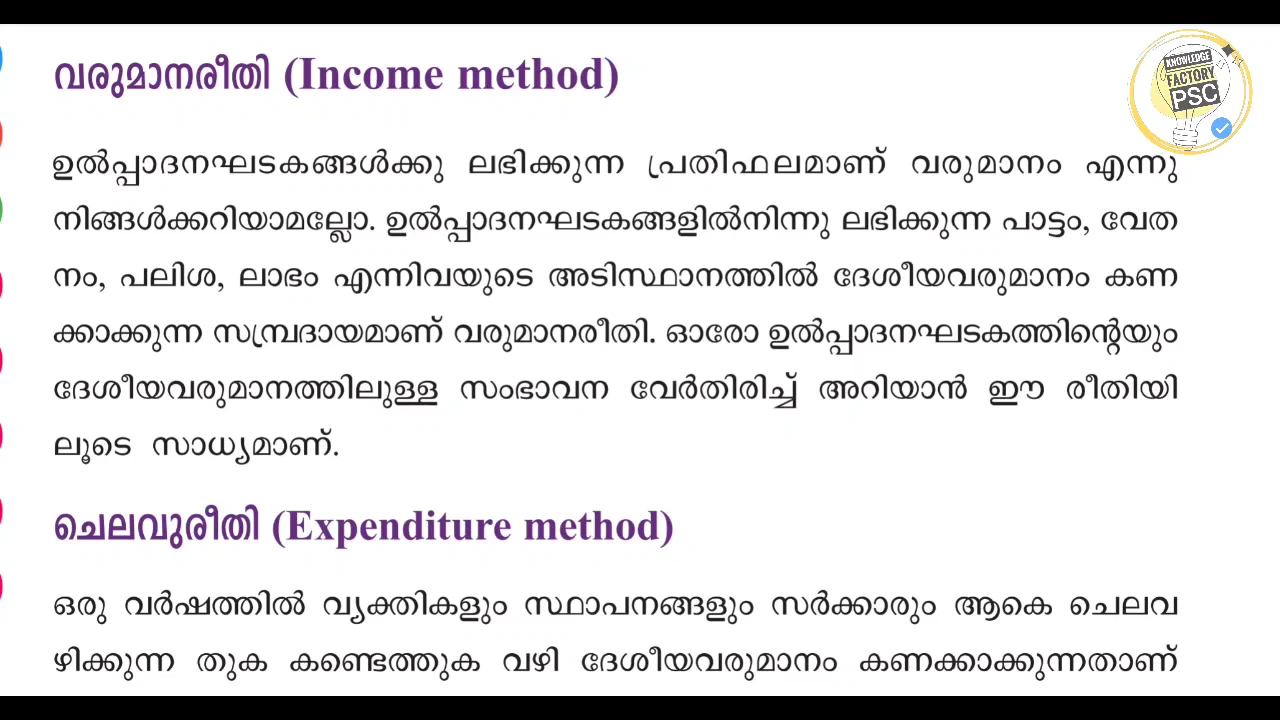 വരുമാനരീതി (Income method)
KNOWLEDGE
FACTORY
PSC
ഉൽപ്പാദനഘടകങ്ങൾക്കു ലഭിക്കുന്ന പ്രതിഫലമാണ് വരുമാനം എന്നു
നിങ്ങൾക്കറിയാമല്ലോ. ഉൽപ്പാദനഘടകങ്ങളിൽനിന്നു ലഭിക്കുന്ന പാട്ടം, വേത
നം, പലിശ, ലാഭം എന്നിവയുടെ അടിസ്ഥാനത്തിൽ ദേശീയവരുമാനം കണ
ക്കാക്കുന്ന സമ്പ്രദായമാണ് വരുമാനരീതി. ഓരോ ഉൽപ്പാദനഘടകത്തിന്റെയും
ദേശീയവരുമാനത്തിലുള്ള സംഭാവന വേർതിരിച്ച് അറിയാൻ ഈ രീതിയി
ലൂടെ സാധ്യമാണ്.
ചെലവുരീതി (Expenditure method)
ഒരു വർഷത്തിൽ വ്യക്തികളും സ്ഥാപനങ്ങളും സർക്കാരും ആകെ ചെലവ
ഴിക്കുന്ന തുക കണ്ടെത്തുക വഴി ദേശീയവരുമാനം കണക്കാക്കുന്നതാണ്